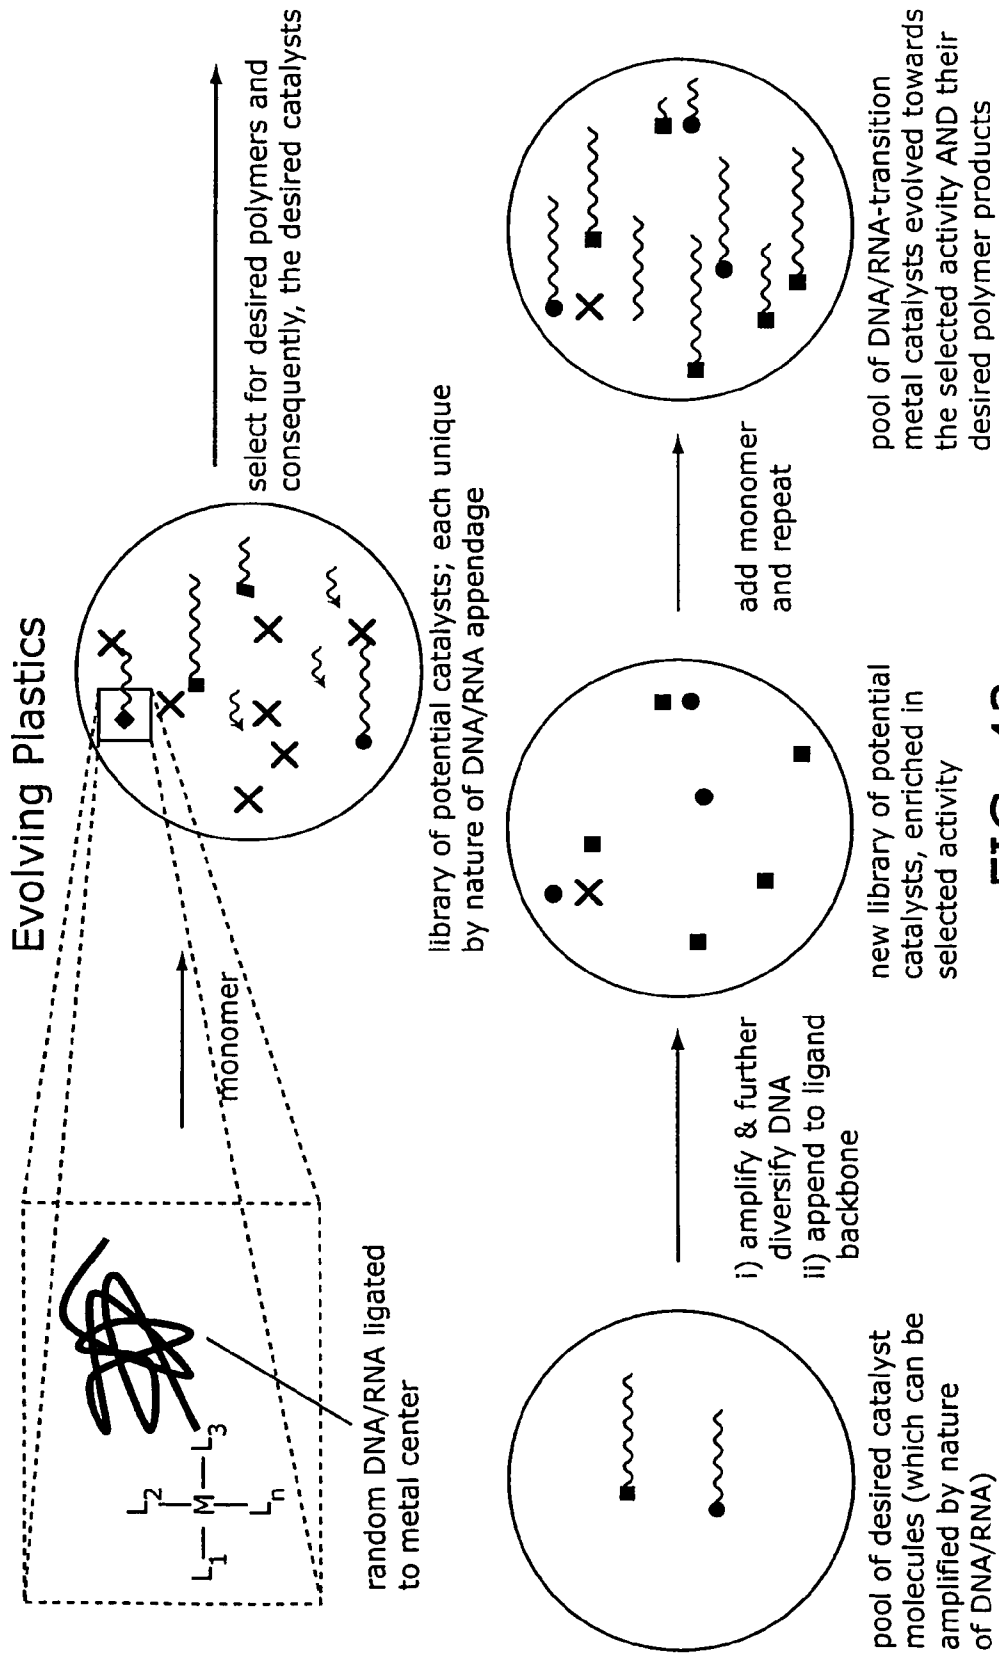 Evolving Plastics
L1
L2
M
L3
Ln
random DNA/RNA ligated
to metal center
monomer
library of potential catalysts; each unique
by nature of DNA/RNA appendage
select for desired polymers and
consequently, the desired catalysts
pool of desired catalyst
molecules (which can be
amplified by nature
of DNA/RNA)
i) amplify & further
diversify DNA
ii) append to ligand
backbone
new library of potential
catalysts, enriched in
selected activity
add monomer
and repeat
pool of DNA/RNA-transition
metal catalysts evolved towards
the selected activity AND their
desired polymer products